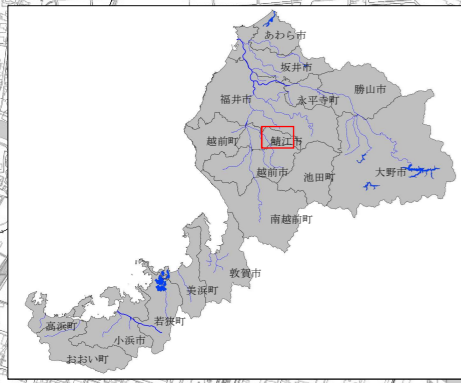 あわら市
坂井市
福井市
永平寺町
勝山市
越前町
鯖江市
越前市
池田町
大野市
南越前町
敦賀市
美浜町
若狭町
高浜町
小浜市
おおい町